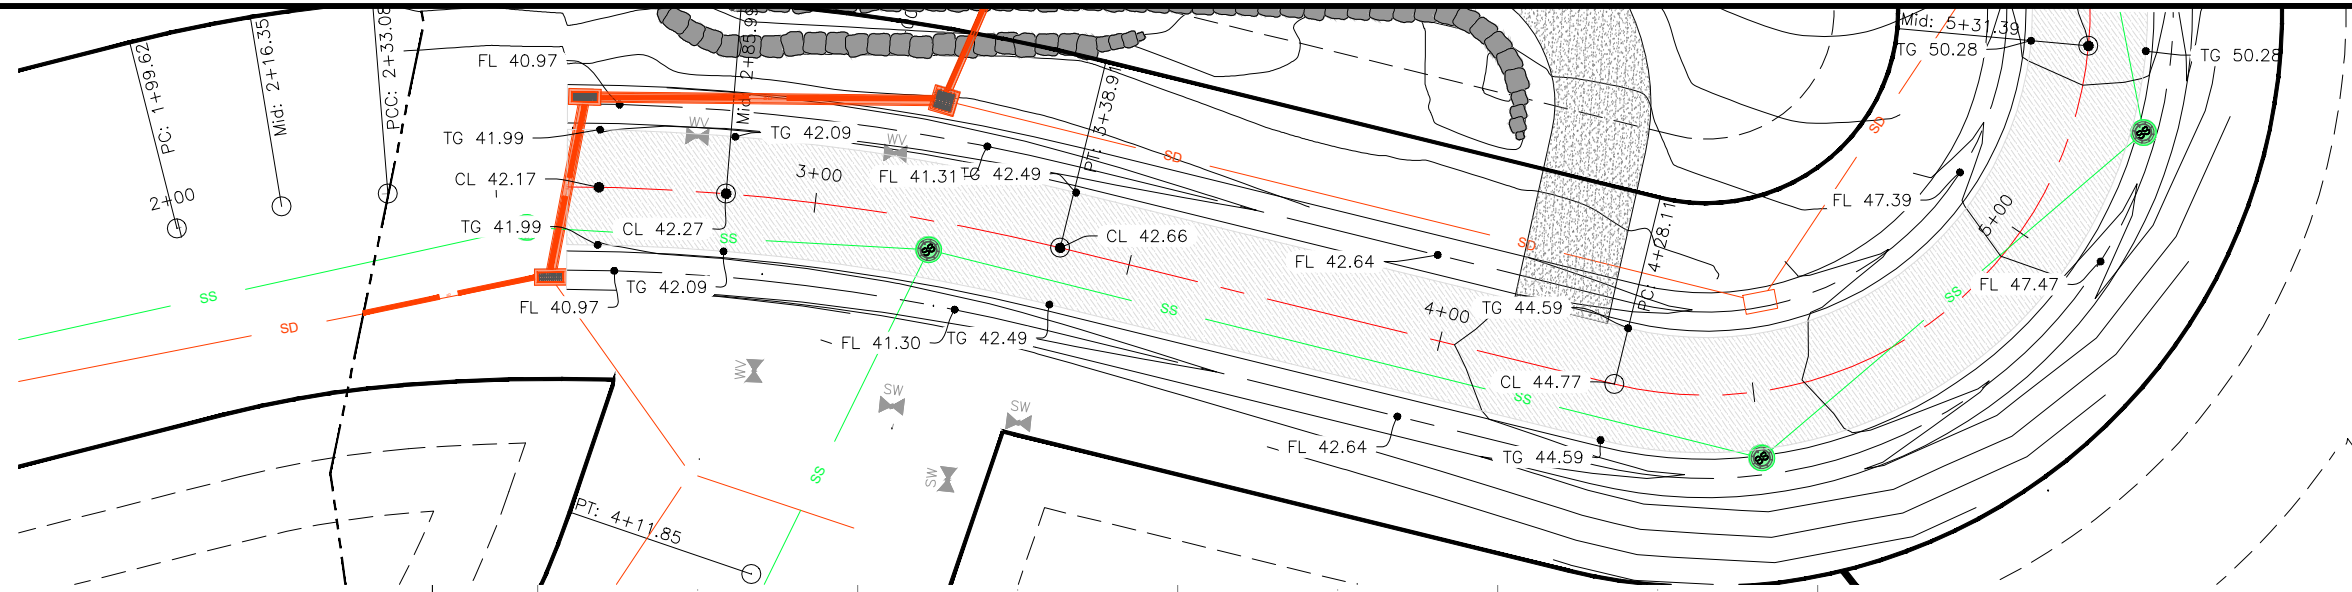 PC: 1+99.62
Mid: 2+16.35
PCC: 2+33.08
2+00
FL 40.97
TG 41.99
CL 42.17
TG 41.99
FL 40.97
Mid: 2+85.99
WV
TG 42.09
WV
3+00
FL 41.31
TG 42.49
PT: 3+38.91
CL 42.27
TG 42.09
CL 42.66
FL 41.30
TG 42.49
SS
SS
SS
SS
SS
SS
SD
SD
SD
SD
SS
SS
SS
SS
WV
SW
SW
SW
PT: 4+11.85
FL 42.64
FL 42.64
4+00
TG 44.59
PC: 4+28.11
CL 44.77
TG 44.59
Mid: 5+31.39
TG 50.28
TG 50.28
FL 47.39
5+00
FL 47.47